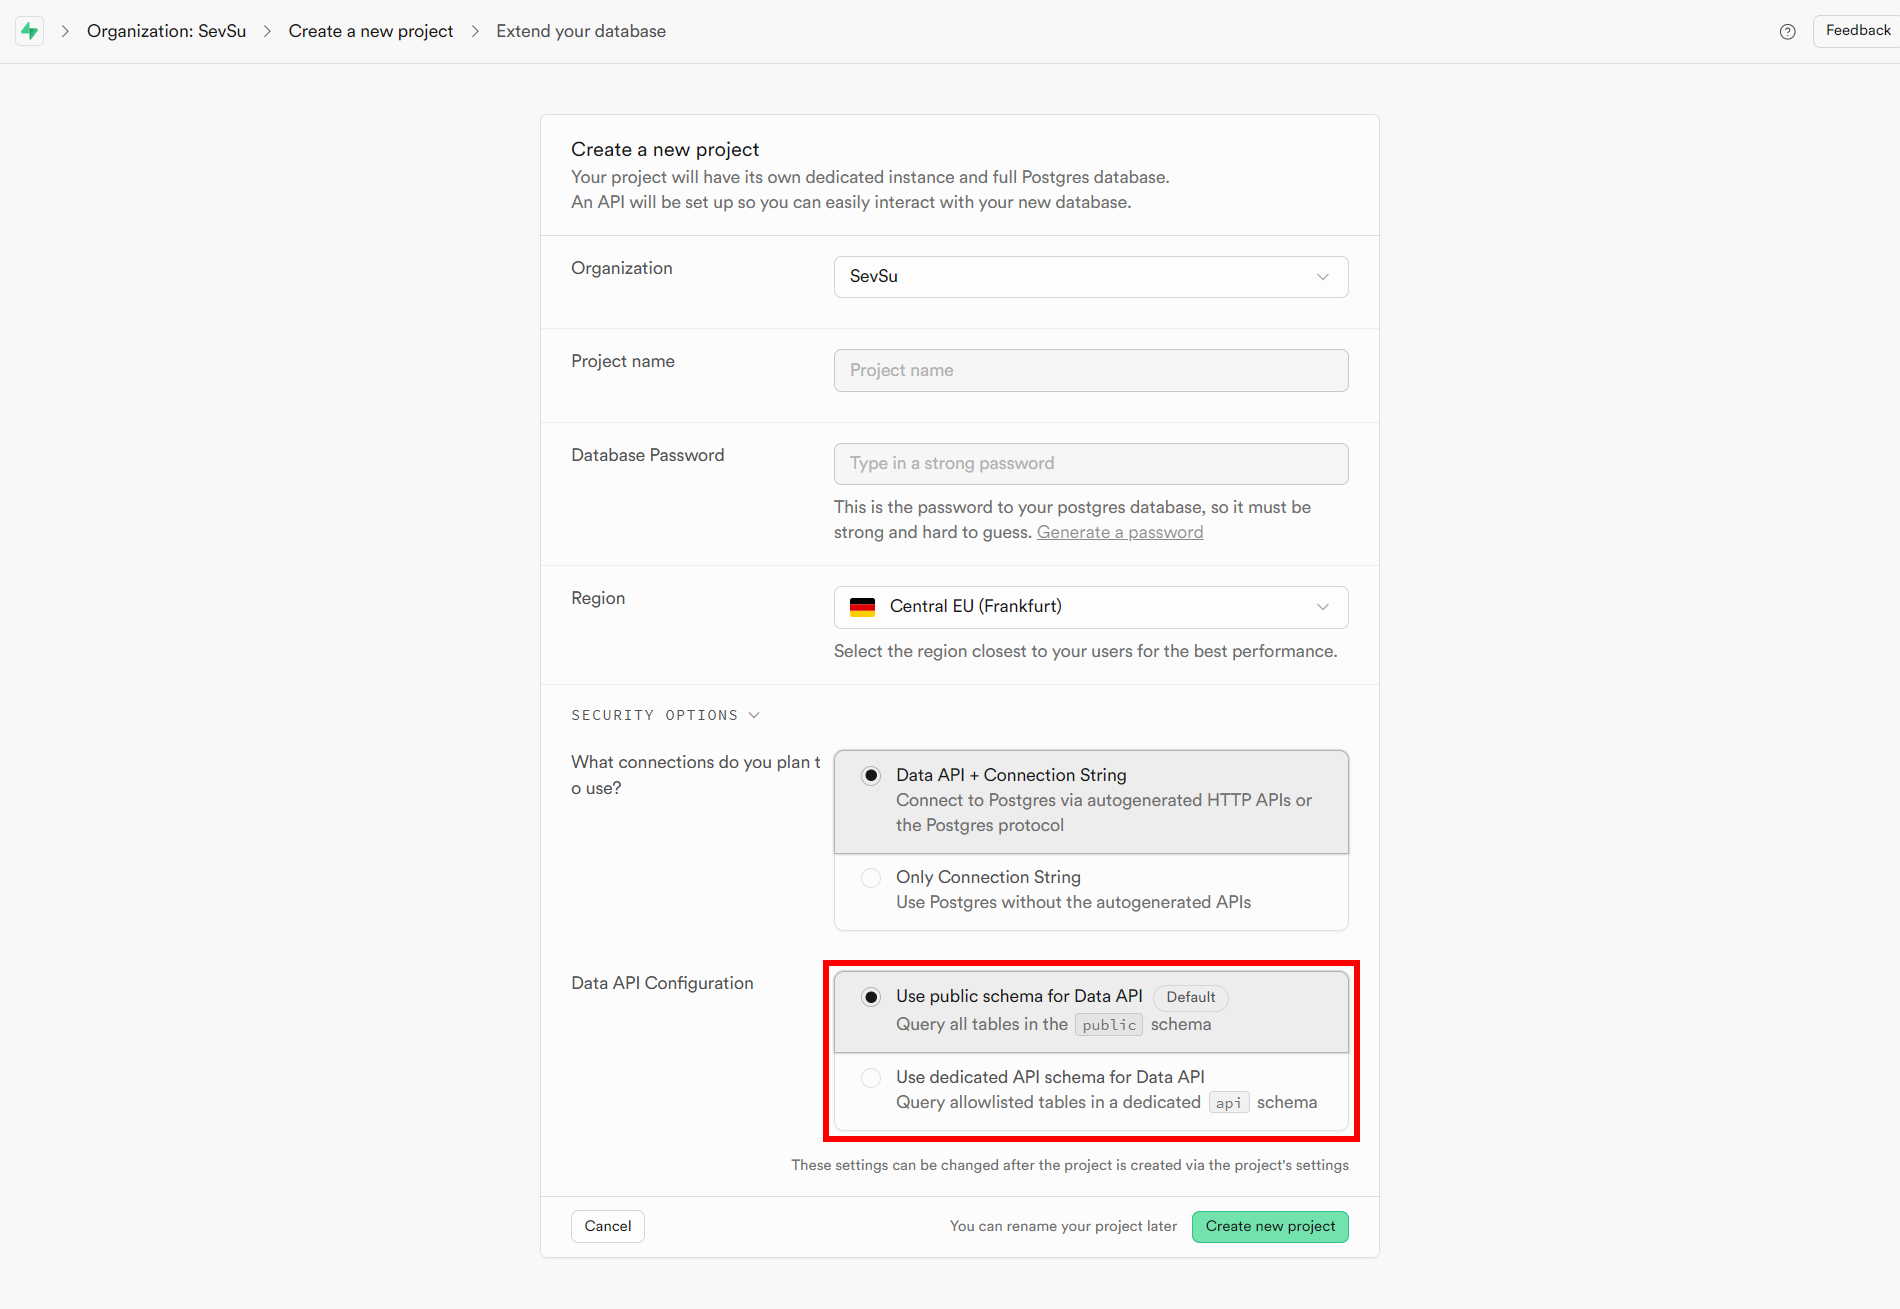 Organization: SevSu
Create a new project
Extend your database
Feedback
Create a new project
Your project will have its own dedicated instance and full Postgres database.
An API will be set up so you can easily interact with your new database.
Organization
SevSu
Project name
Project name
Database Password
Type in a strong password
This is the password to your postgres database, so it must be
strong and hard to guess. Generate a password
Region
Central EU (Frankfurt)
Select the region closest to your users for the best performance.
SECURITY OPTIONS
What connections do you plan t
o use?
Data API + Connection String
Connect to Postgres via autogenerated HTTP APIs or
the Postgres protocol
Only Connection String
Use Postgres without the autogenerated APIs
Data API Configuration
Use public schema for Data API Default
Query all tables in the public schema
Use dedicated API schema for Data API
Query allowlisted tables in a dedicated api schema
These settings can be changed after the project is created via the project's settings
Cancel
You can rename your project later
Create new project